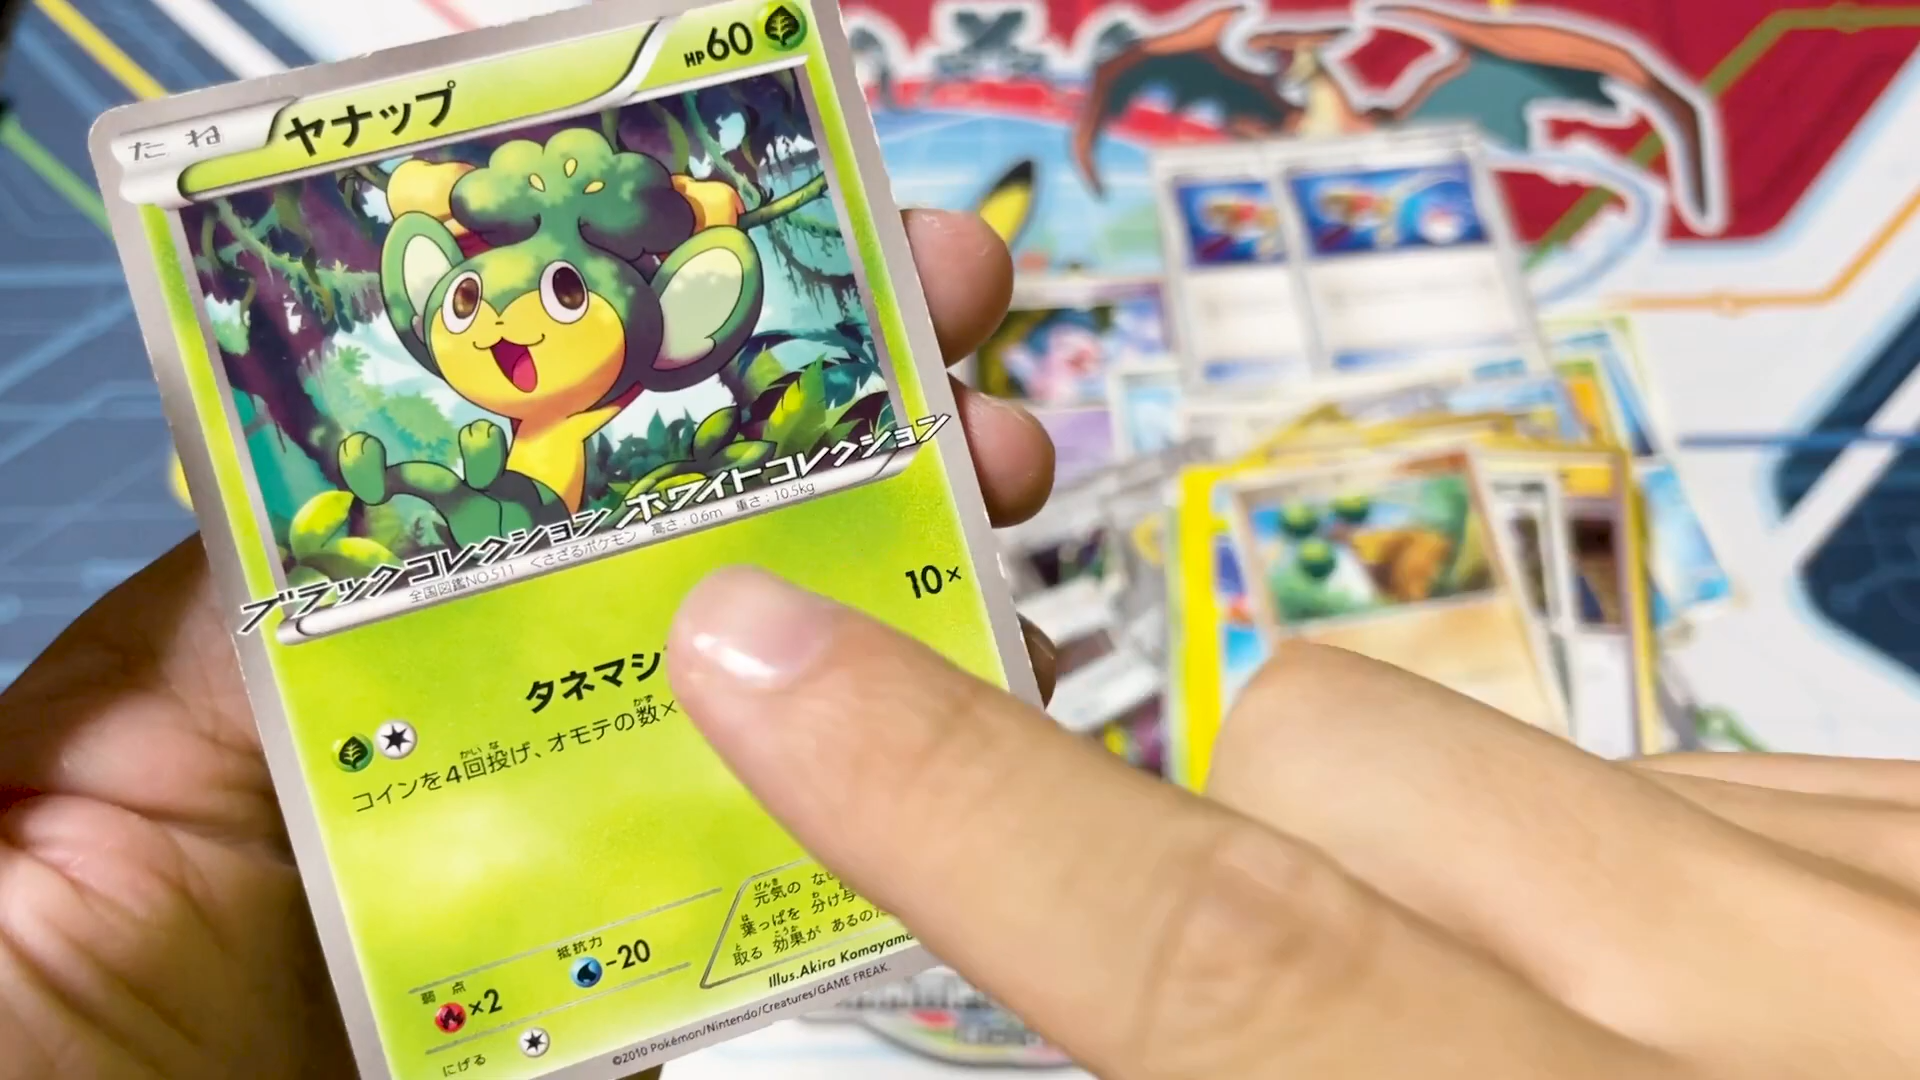 たね ヤナップ HP60
ブラックコレクション ホワイトコレクション
全国図鑑NO.511 くさざるポケモン 高さ:0.6m 重さ:10.5kg
タネマシ 10×
コインを4回投げ、オモテの数×
弱点 抵抗力
×2 -20
にげる
元気の な
葉っぱを 分け与
取る 効果が あるのだ
Illus.Akira Komayama
©2010 Pokémon/Nintendo/Creatures/GAME FREAK.